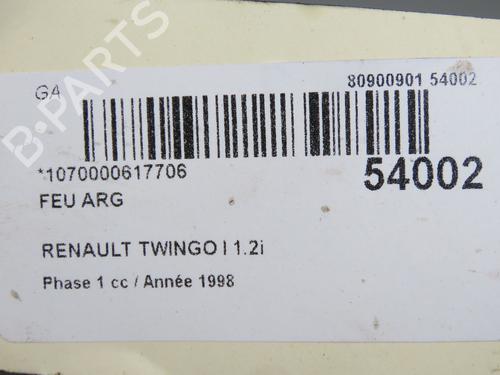 B-PARTS
GA 80900901 54002
*1070000617706 54002
FEU ARG
RENAULT TWINGO I 1.2i
Phase 1 cc / Année 1998